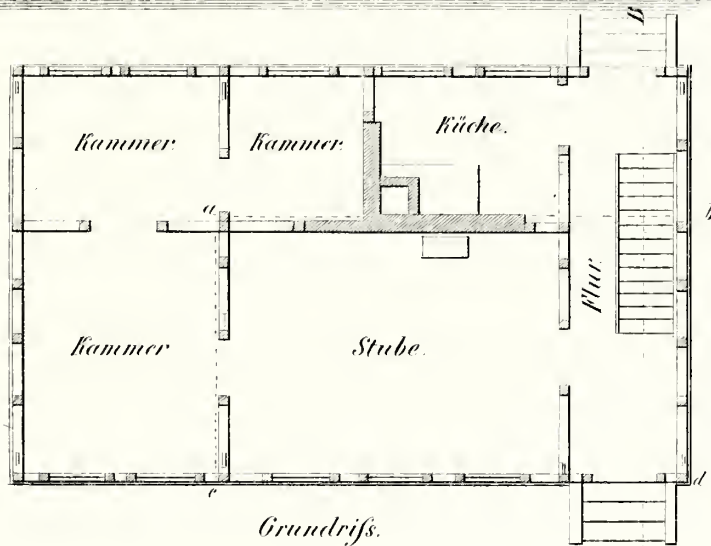 B
Kammer.
Kammer.
Küche.
a
b
Flur.
Kammer
Stube.
c
d
Grundriſs.